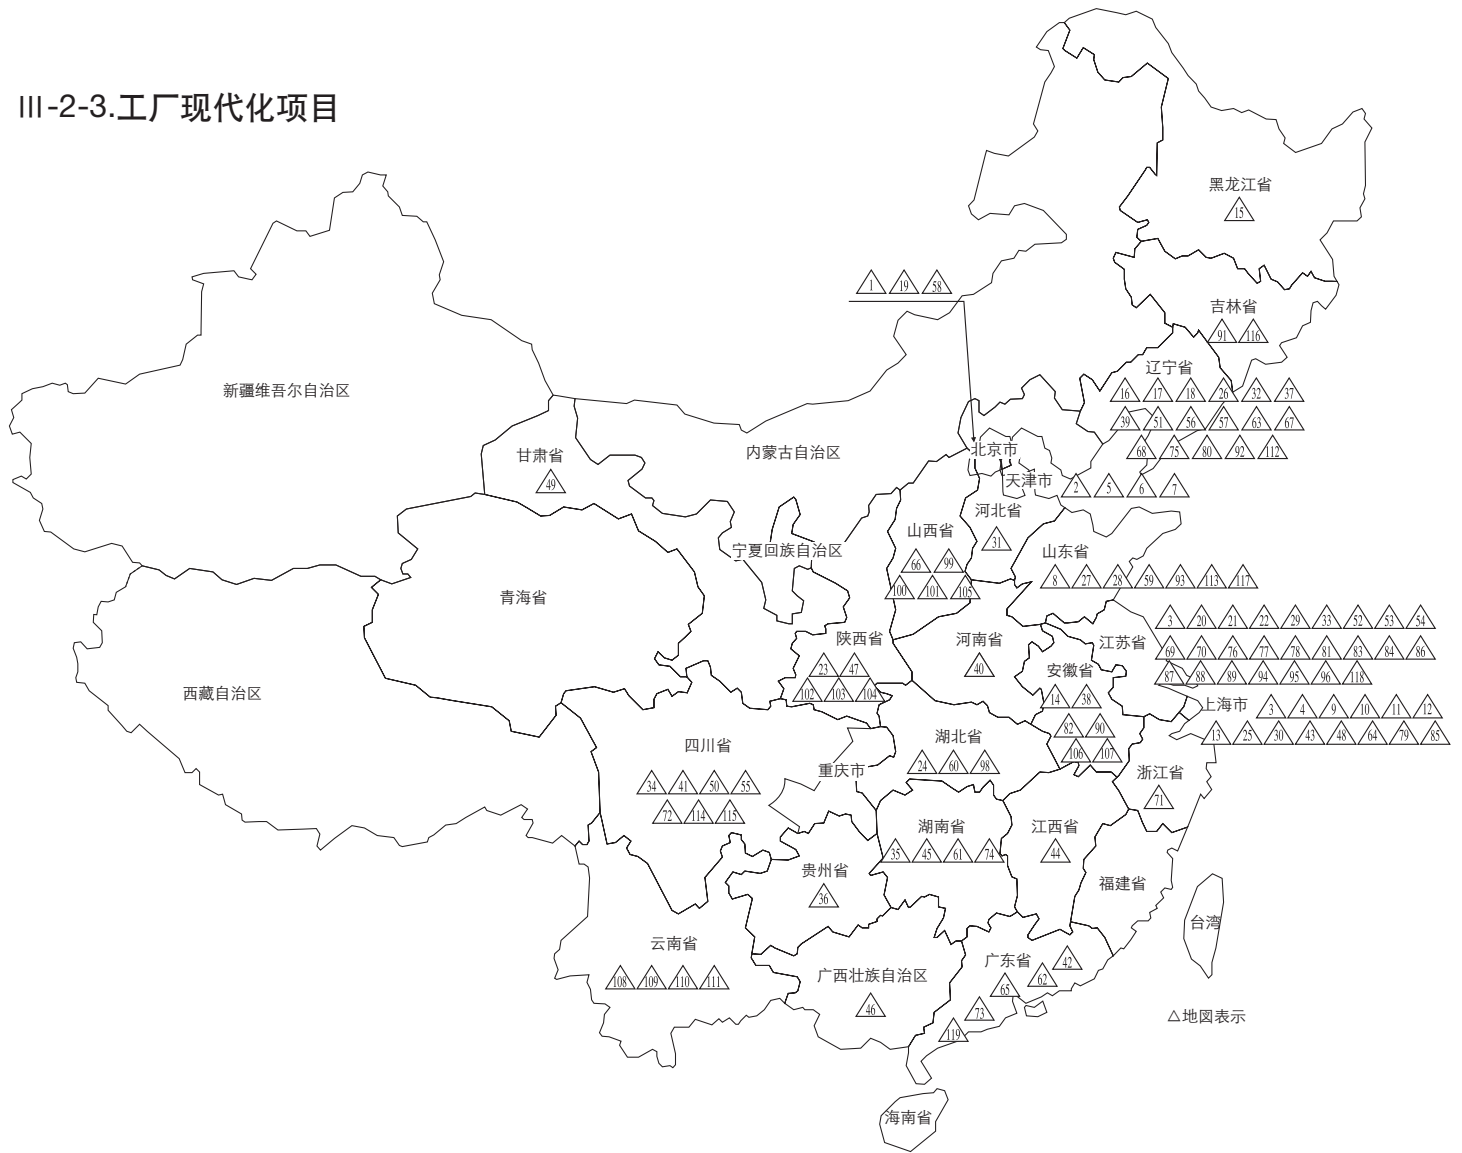 III-2-3.工厂现代化项目
黑龙江省
15
1 19 58
吉林省
91 116
辽宁省
16 17 18 26 32 37
39 51 56 57 63 67
68 75 80 92 112
新疆维吾尔自治区
甘肃省
49
内蒙古自治区
北京市
天津市
2 5 6 7
河北省
31
山西省
66 99
100 101 105
宁夏回族自治区
山东省
8 27 28 59 93 113 117
青海省
陕西省
23 47
102 103 104
河南省
40
江苏省
3 20 21 22 29 33 52 53 54
69 70 76 77 78 81 83 84 86
87 88 89 94 95 96 118
安徽省
14 38
82 90
106 107
西藏自治区
上海市
3 4 9 10 11 12
13 25 30 43 48 64 79 85
四川省
34 41 50 55
72 114 115
重庆市
湖北省
24 60 98
浙江省
71
湖南省
35 45 61 74
江西省
44
贵州省
36
福建省
台湾
云南省
108 109 110 111
广西壮族自治区
46
广东省
42
62
65
73
119
△地図表示
海南省